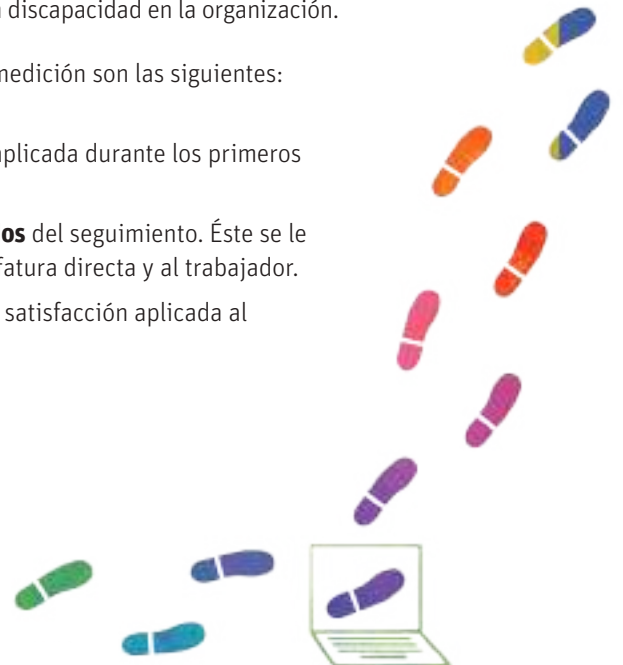 discapacidad en la organización.
medición son las siguientes:
aplicada durante los primeros
os del seguimiento. Éste se le
fatura directa y al trabajador.
satisfacción aplicada al